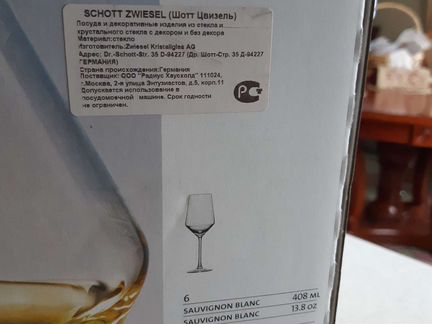 SCHOTT ZWIESEL (Шотт Цвизель)
Посуда и декоративные изделия из стекла и
хрустального стекла с декором и без декора
Материал:стекло
Изготовитель:Zwiesel Kristallglas AG
Адрес: Dr.-Schott-Str. 35 D-94227 (Др. Шотт-Стр. 35 Д-94227
ГЕРМАНИЯ)
Страна происхождения:Германия
Поставщик: ООО "Радиус Хаусхолд" 111024,
г.Москва, 2-я улица Энтузиастов, д.5, корп.11
Допускается использование в
посудомоечной машине. Срок годности
не ограничен.
6 408 ML
SAUVIGNON BLANC 13.8 OZ
SAUVIGNON BLANC